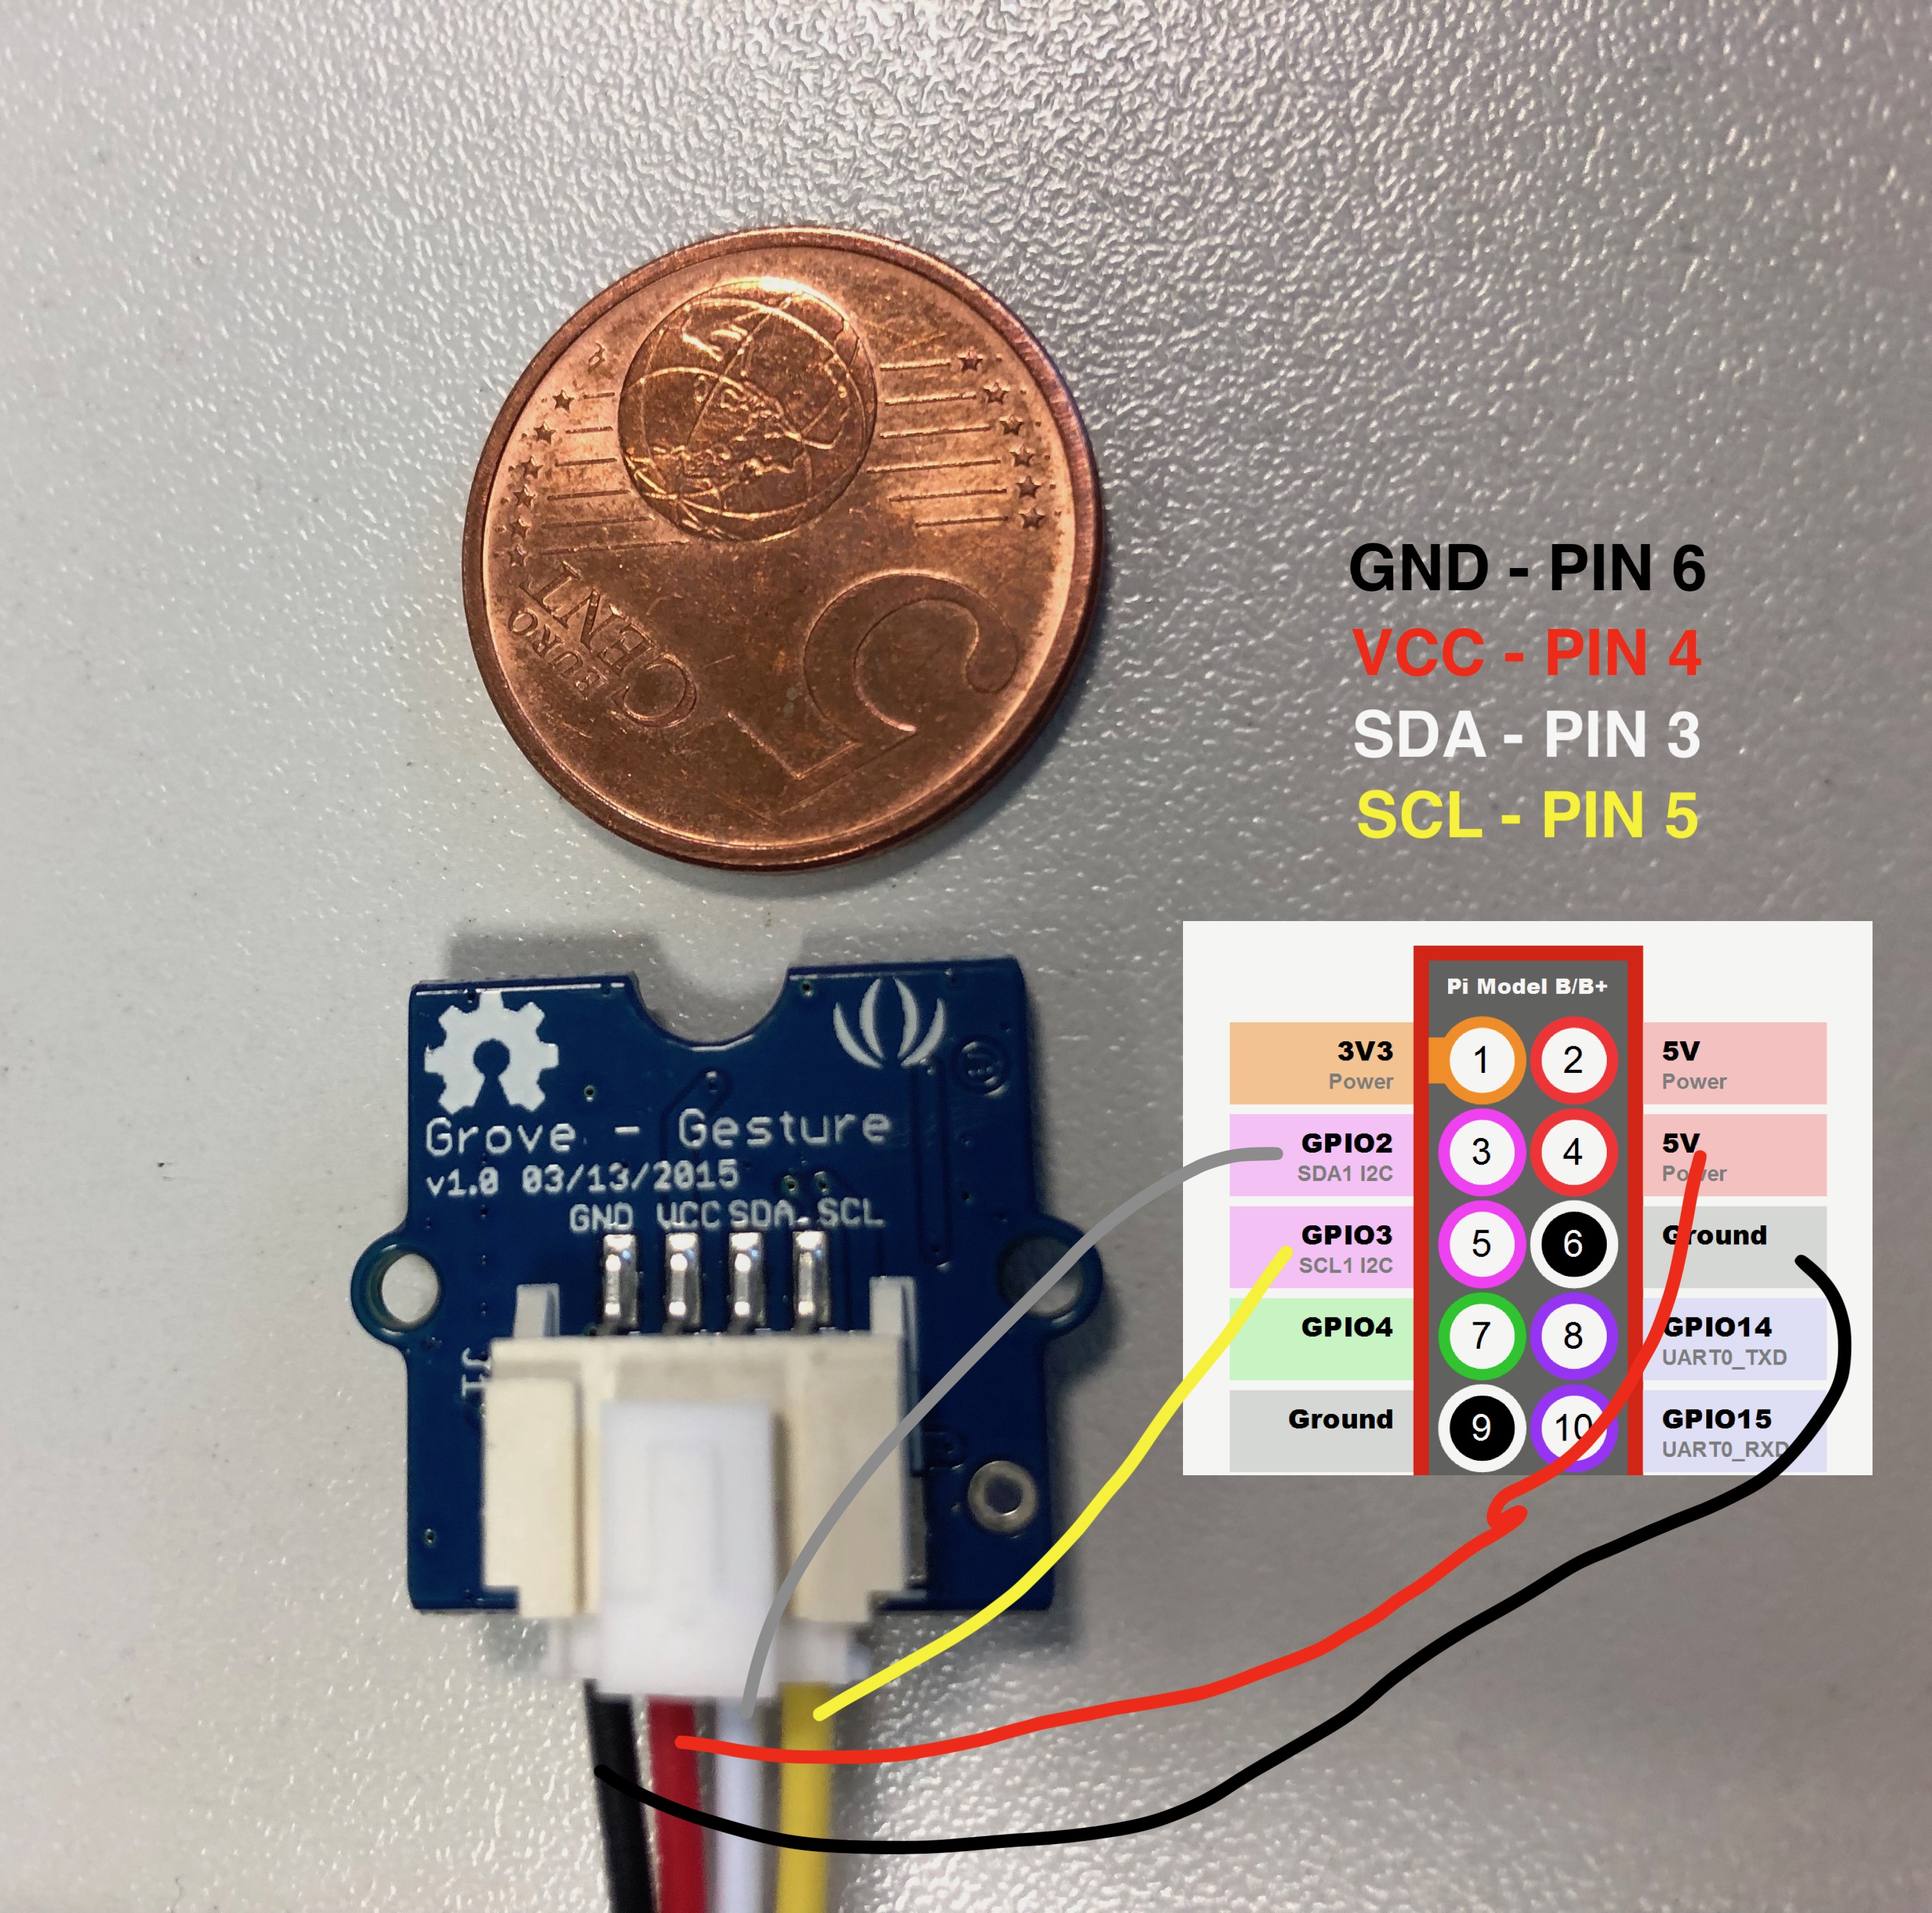 5
EURO
CENT
GND - PIN 6
VCC - PIN 4
SDA - PIN 3
SCL - PIN 5
Grove - Gesture
v1.0 03/13/2015
GND VCC SDA SCL
J1
Pi Model B/B+
3V3 1 2 5V
Power Power
GPIO2 3 4 5V
SDA1 I2C Power
GPIO3 5 6 Ground
SCL1 I2C
GPIO4 7 8 GPIO14
UART0_TXD
Ground 9 10 GPIO15
UART0_RXD